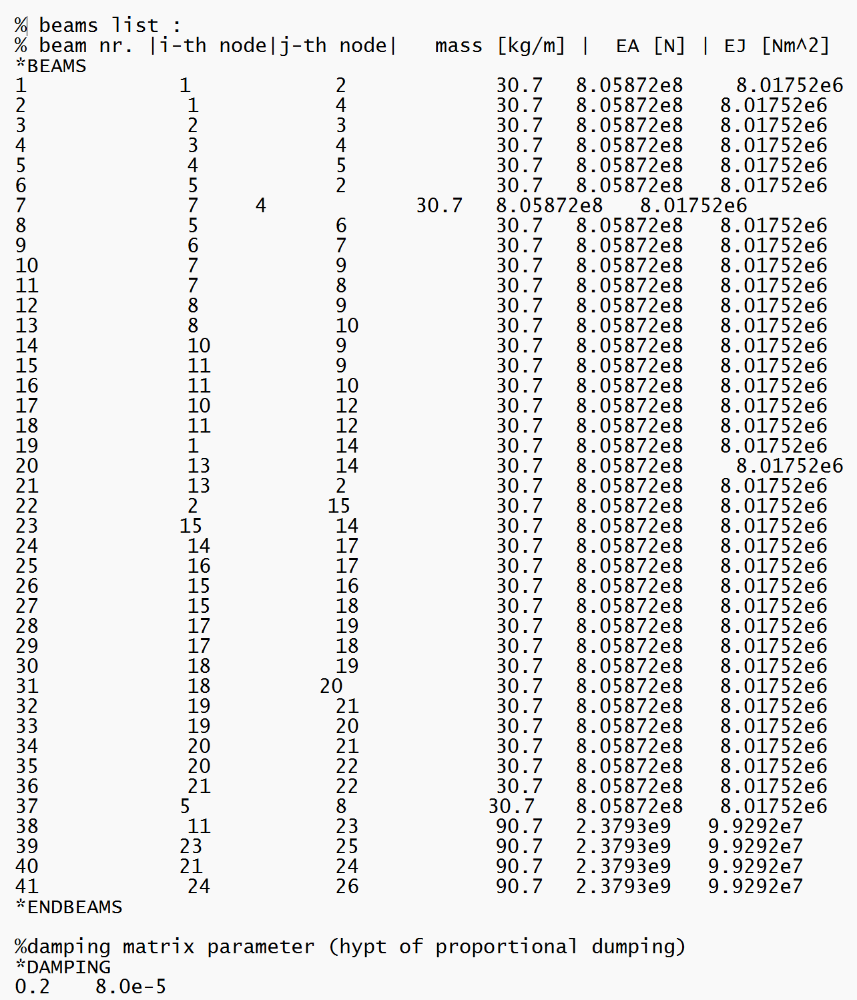 % beams list :
% beam nr. |i-th node|j-th node|   mass [kg/m] |  EA [N] | EJ [Nm^2]
*BEAMS
1 1 2 30.7 8.05872e8 8.01752e6
2 1 4 30.7 8.05872e8 8.01752e6
3 2 3 30.7 8.05872e8 8.01752e6
4 3 4 30.7 8.05872e8 8.01752e6
5 4 5 30.7 8.05872e8 8.01752e6
6 5 2 30.7 8.05872e8 8.01752e6
7 7 4 30.7 8.05872e8 8.01752e6
8 5 6 30.7 8.05872e8 8.01752e6
9 6 7 30.7 8.05872e8 8.01752e6
10 7 9 30.7 8.05872e8 8.01752e6
11 7 8 30.7 8.05872e8 8.01752e6
12 8 9 30.7 8.05872e8 8.01752e6
13 8 10 30.7 8.05872e8 8.01752e6
14 10 9 30.7 8.05872e8 8.01752e6
15 11 9 30.7 8.05872e8 8.01752e6
16 11 10 30.7 8.05872e8 8.01752e6
17 10 12 30.7 8.05872e8 8.01752e6
18 11 12 30.7 8.05872e8 8.01752e6
19 1 14 30.7 8.05872e8 8.01752e6
20 13 14 30.7 8.05872e8 8.01752e6
21 13 2 30.7 8.05872e8 8.01752e6
22 2 15 30.7 8.05872e8 8.01752e6
23 15 14 30.7 8.05872e8 8.01752e6
24 14 17 30.7 8.05872e8 8.01752e6
25 16 17 30.7 8.05872e8 8.01752e6
26 15 16 30.7 8.05872e8 8.01752e6
27 15 18 30.7 8.05872e8 8.01752e6
28 17 19 30.7 8.05872e8 8.01752e6
29 17 18 30.7 8.05872e8 8.01752e6
30 18 19 30.7 8.05872e8 8.01752e6
31 18 20 30.7 8.05872e8 8.01752e6
32 19 21 30.7 8.05872e8 8.01752e6
33 19 20 30.7 8.05872e8 8.01752e6
34 20 21 30.7 8.05872e8 8.01752e6
35 20 22 30.7 8.05872e8 8.01752e6
36 21 22 30.7 8.05872e8 8.01752e6
37 5 8 30.7 8.05872e8 8.01752e6
38 11 23 90.7 2.3793e9 9.9292e7
39 23 25 90.7 2.3793e9 9.9292e7
40 21 24 90.7 2.3793e9 9.9292e7
41 24 26 90.7 2.3793e9 9.9292e7
*ENDBEAMS
%damping matrix parameter (hypt of proportional dumping)
*DAMPING
0.2 8.0e-5